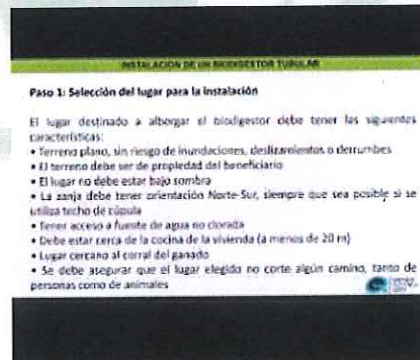 INSTALACIÓN DE UN BIODIGESTOR TUBULAR
Paso 1: Selección del lugar para la instalación
El lugar destinado a albergar el biodigestor debe tener las siguientes
características:
• Terreno plano, sin riesgo de inundaciones, deslizamientos o derrumbes
• El terreno debe ser de propiedad del beneficiario
• El lugar no debe estar bajo sombra
• La zanja debe tener orientación Norte-Sur, siempre que sea posible si se
utiliza techo de cúpula
• Tener acceso a fuente de agua no clorada
• Debe estar cerca de la cocina de la vivienda (a menos de 20 m)
• Lugar cercano al corral del ganado
• Se debe asegurar que el lugar elegido no corte algún camino, tanto de
personas como de animales